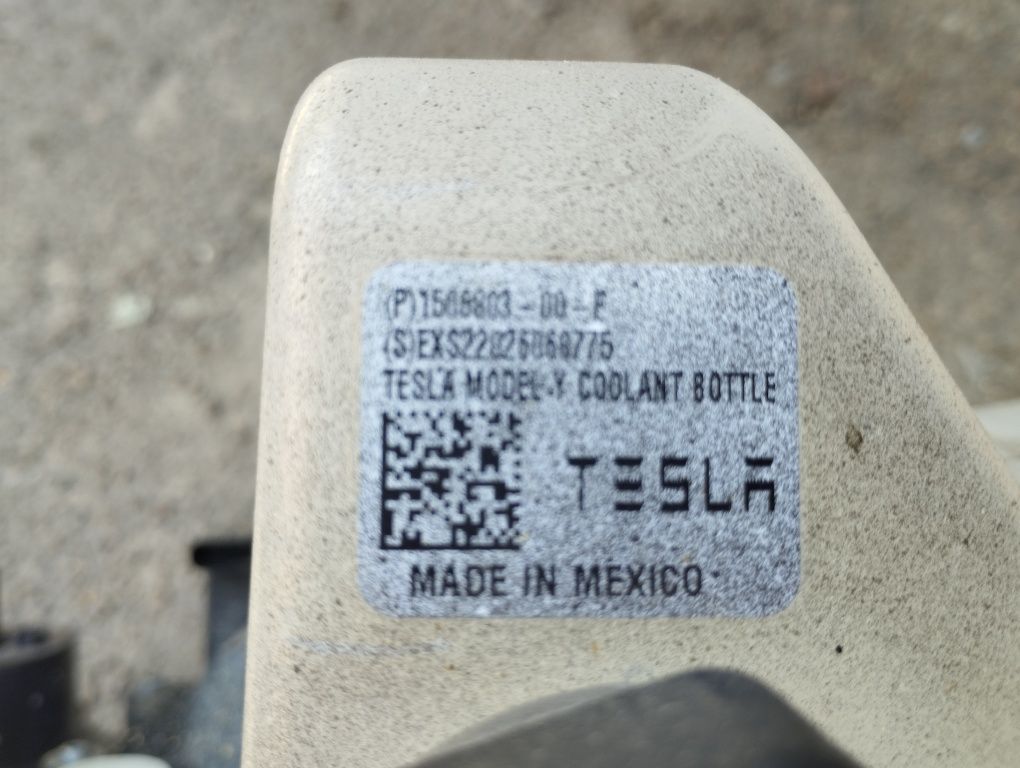 (P)1508803-00-F
(S)EXS22026068775
TESLA MODEL-Y COOLANT BOTTLE
TESLA
MADE IN MEXICO